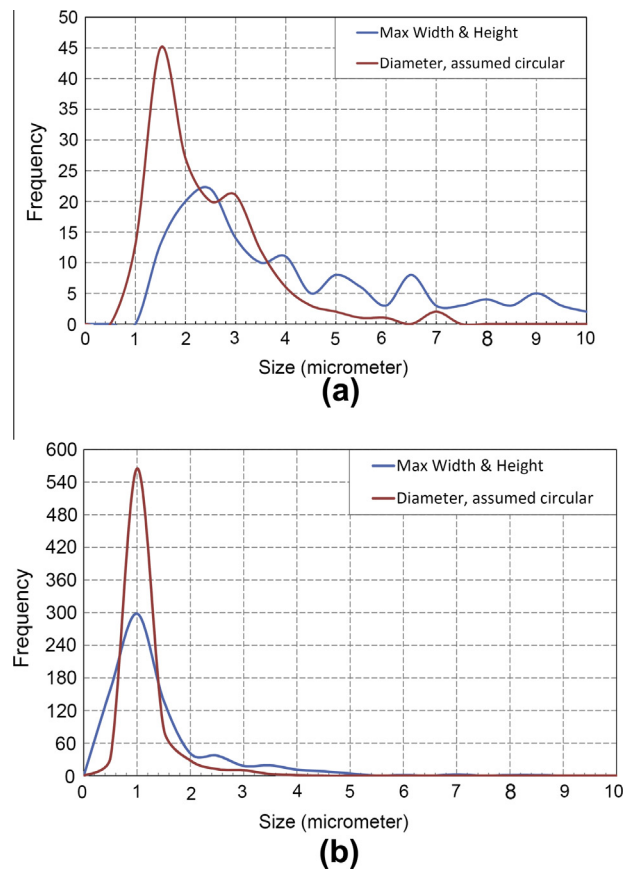 50
45
40
35
30
25
20
15
10
5
0
Frequency
Max Width & Height
Diameter, assumed circular
0 1 2 3 4 5 6 7 8 9 10
Size (micrometer)
(a)
600
540
480
420
360
300
240
180
120
60
0
Frequency
Max Width & Height
Diameter, assumed circular
0 1 2 3 4 5 6 7 8 9 10
Size (micrometer)
(b)